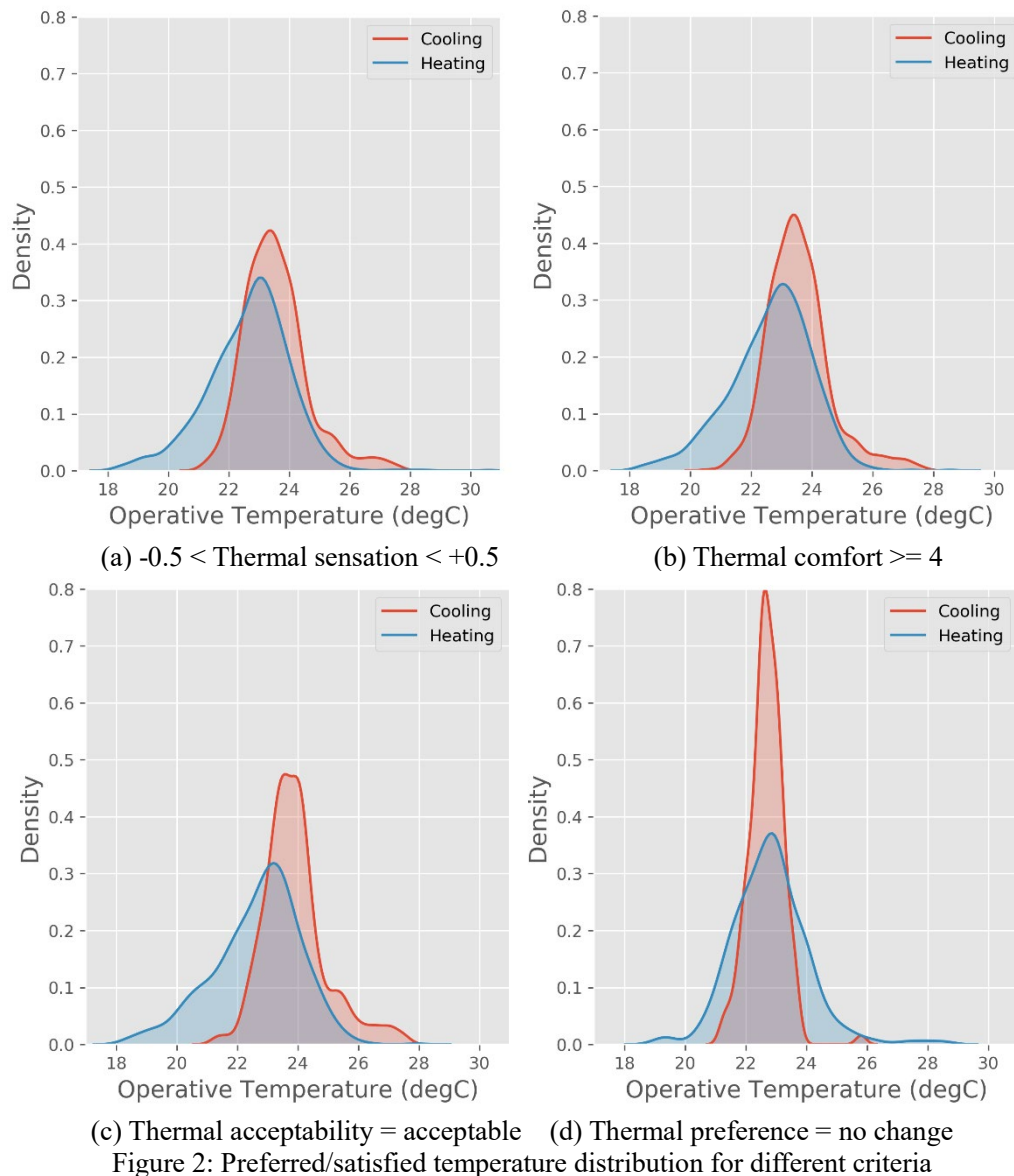 0.8
0.7
0.6
0.5
0.4
0.3
0.2
0.1
0.0
Density
Cooling
Heating
18 20 22 24 26 28 30
Operative Temperature (degC)
(a) -0.5 < Thermal sensation < +0.5
0.8
0.7
0.6
0.5
0.4
0.3
0.2
0.1
0.0
Density
Cooling
Heating
18 20 22 24 26 28 30
Operative Temperature (degC)
(b) Thermal comfort >= 4
0.8
0.7
0.6
0.5
0.4
0.3
0.2
0.1
0.0
Density
Cooling
Heating
18 20 22 24 26 28 30
Operative Temperature (degC)
(c) Thermal acceptability = acceptable
0.8
0.7
0.6
0.5
0.4
0.3
0.2
0.1
0.0
Density
Cooling
Heating
18 20 22 24 26 28 30
Operative Temperature (degC)
(d) Thermal preference = no change
Figure 2: Preferred/satisfied temperature distribution for different criteria